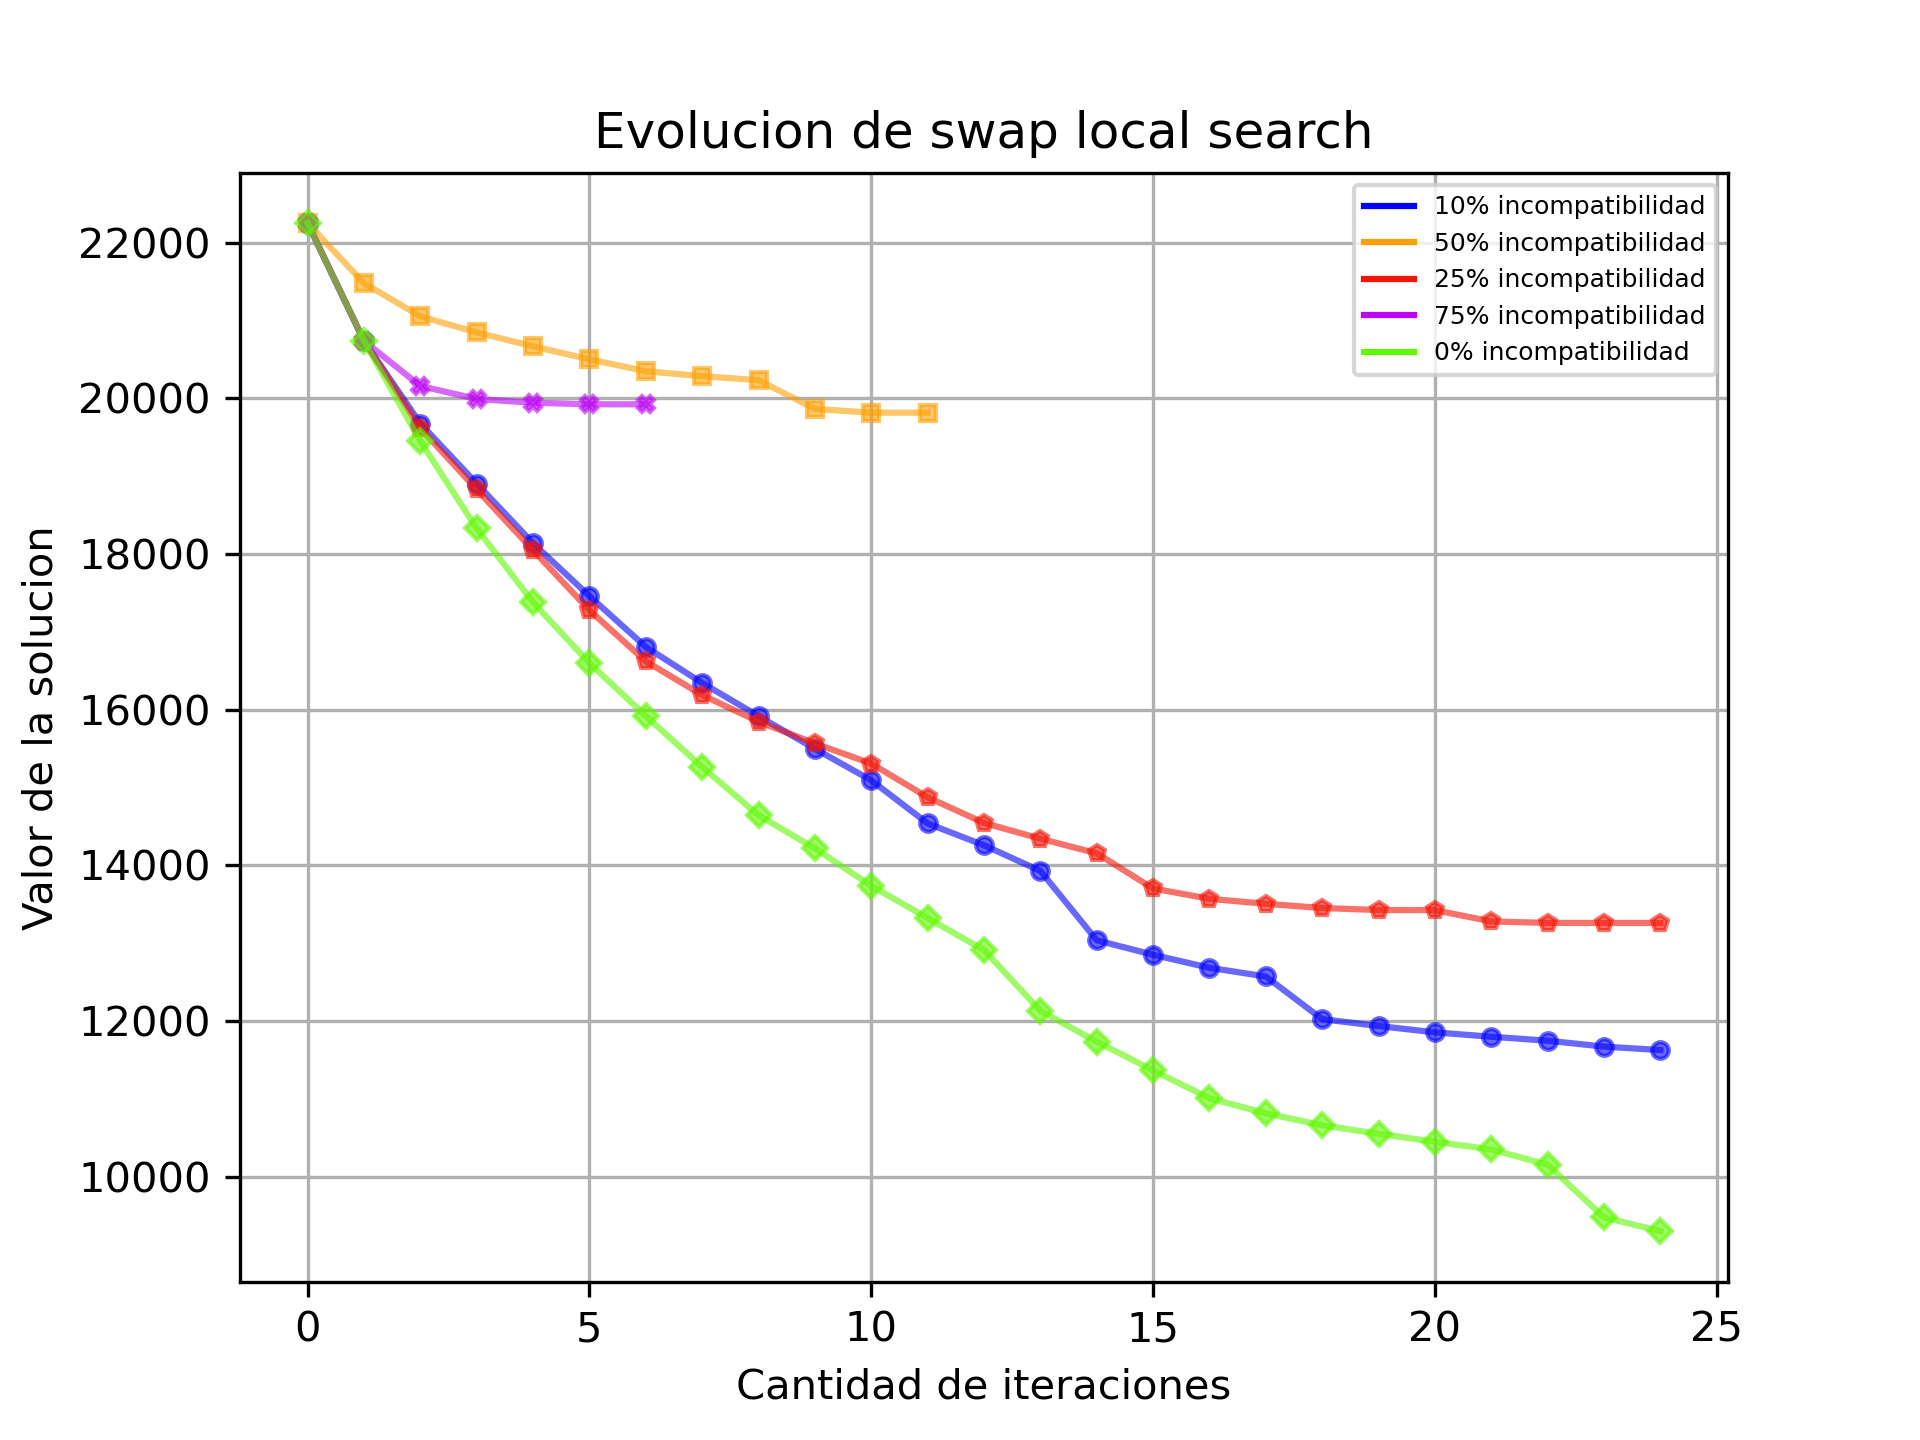 Evolucion de swap local search
10% incompatibilidad
50% incompatibilidad
25% incompatibilidad
75% incompatibilidad
0% incompatibilidad
Valor de la solucion
22000
20000
18000
16000
14000
12000
10000
0 5 10 15 20 25
Cantidad de iteraciones